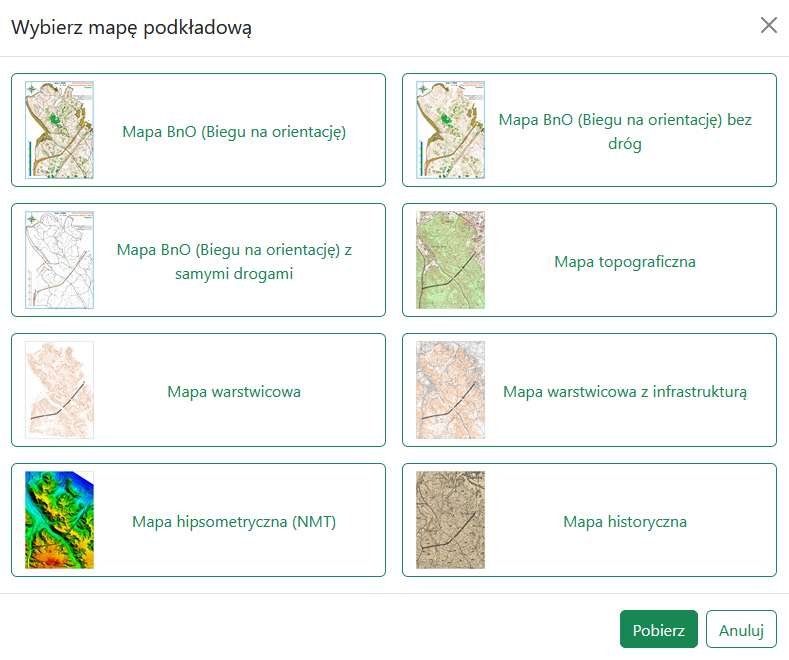 Wybierz mapę podkładową
Mapa BnO (Biegu na orientację)
Mapa BnO (Biegu na orientację) bez
dróg
Mapa BnO (Biegu na orientację) z
samymi drogami
Mapa topograficzna
Mapa warstwicowa
Mapa warstwicowa z infrastrukturą
Mapa hipsometryczna (NMT)
Mapa historyczna
Pobierz
Anuluj